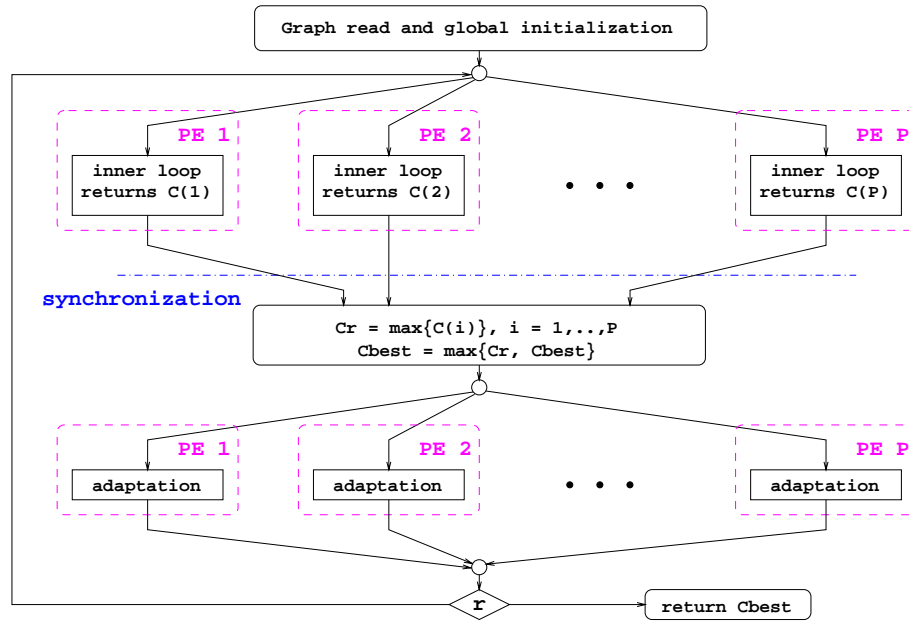 Graph read and global initialization
PE 1
PE 2
PE P
inner loop
returns C(1)
inner loop
returns C(2)
inner loop
returns C(P)
synchronization
Cr = max{C(i)}, i = 1,..,P
Cbest = max{Cr, Cbest}
PE 1
PE 2
PE P
adaptation
adaptation
adaptation
r
return Cbest